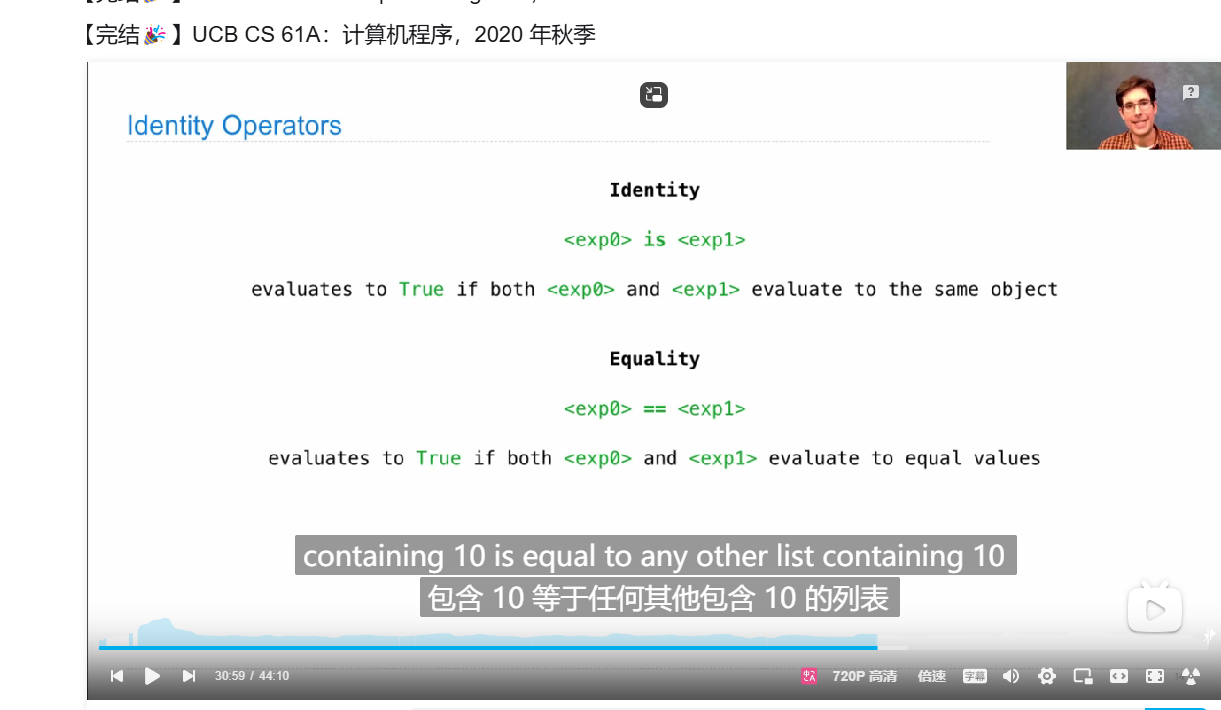 【完结🎉】UCB CS 61A：计算机程序，2020 年秋季
Identity Operators
Identity
<exp0> is <exp1>
evaluates to True if both <exp0> and <exp1> evaluate to the same object
Equality
<exp0> == <exp1>
evaluates to True if both <exp0> and <exp1> evaluate to equal values
containing 10 is equal to any other list containing 10
包含 10 等于任何其他包含 10 的列表
30:59 / 44:10
720P 高清
倍速
字幕